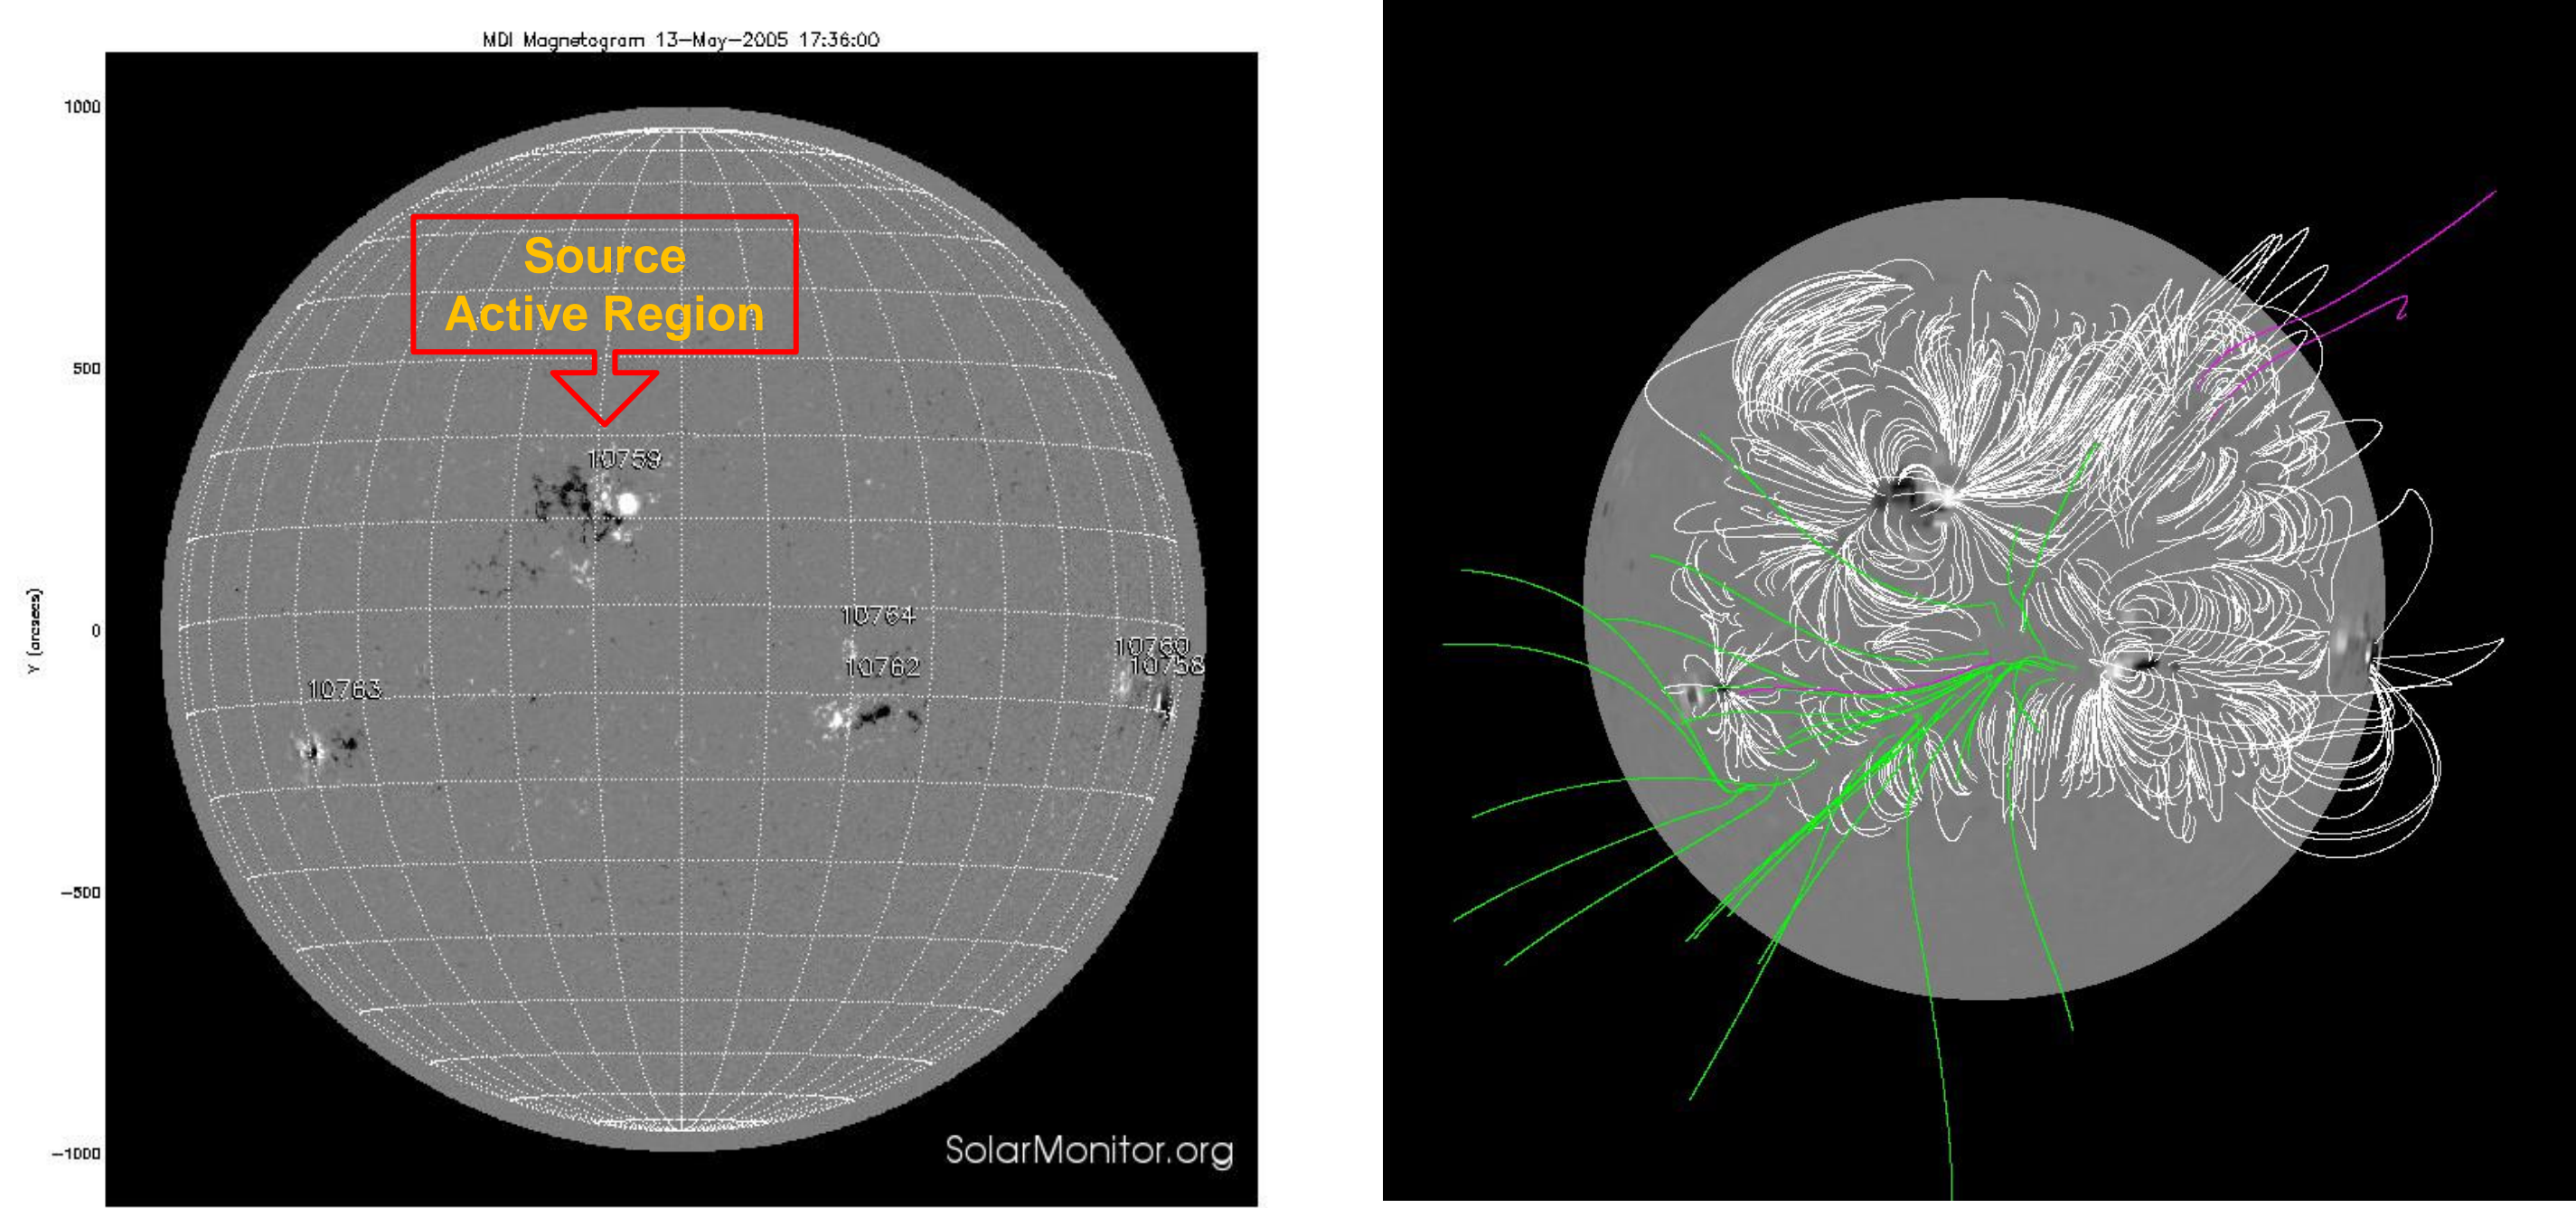 MDI Magnetogram 13-May-2005 17:36:00
1000
500
0
-500
-1000
Y (arcsecs)
Source
Active Region
10759
10764
10762
10760
10758
10763
SolarMonitor.org